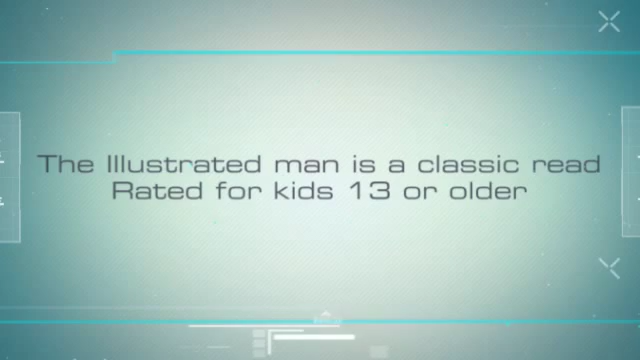 The Illustrated man is a classic read
Rated for kids 13 or older